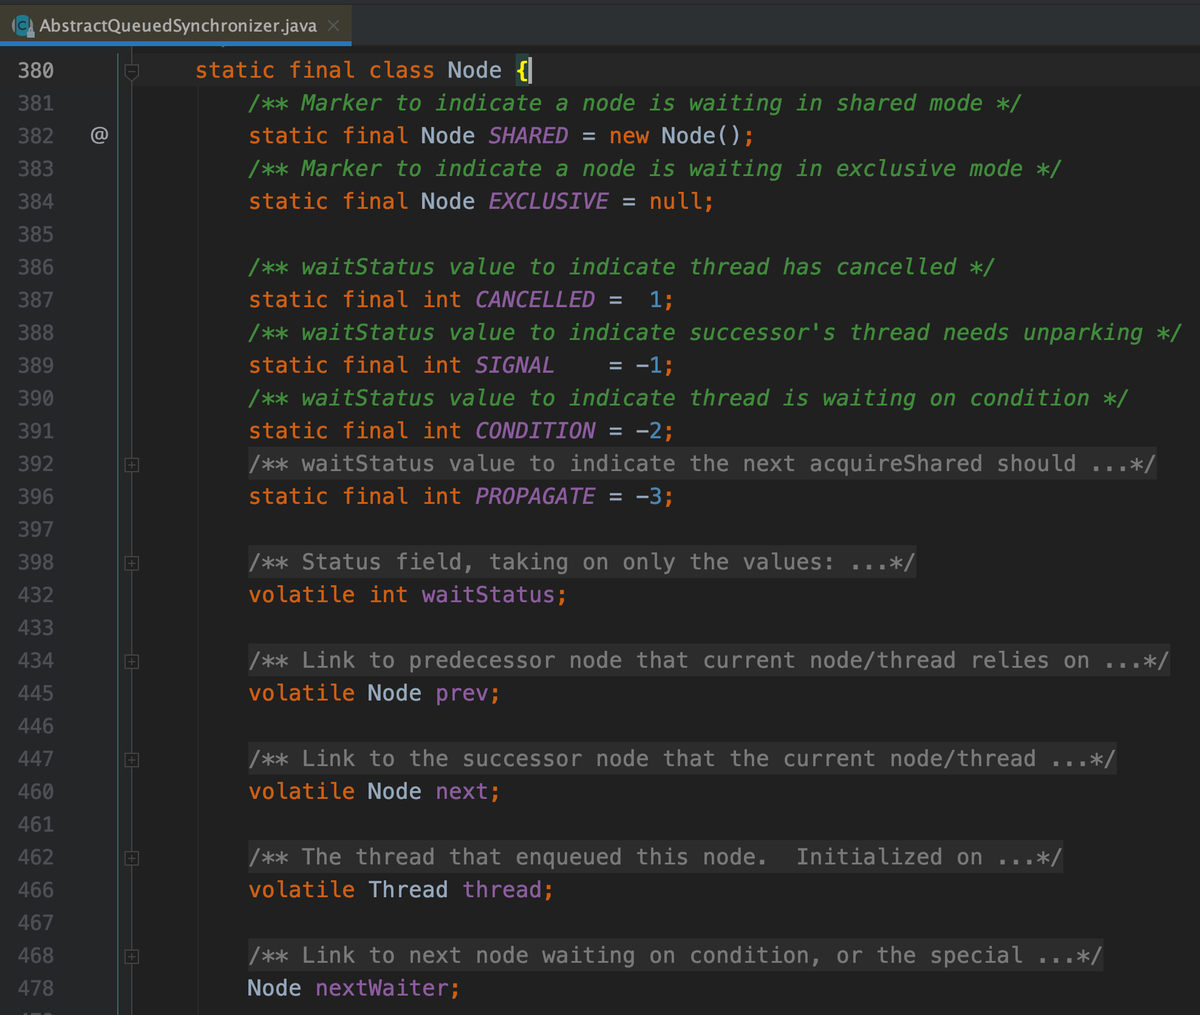 AbstractQueuedSynchronizer.java
380 static final class Node {
381 /** Marker to indicate a node is waiting in shared mode */
382 @ static final Node SHARED = new Node();
383 /** Marker to indicate a node is waiting in exclusive mode */
384 static final Node EXCLUSIVE = null;
385
386 /** waitStatus value to indicate thread has cancelled */
387 static final int CANCELLED =  1;
388 /** waitStatus value to indicate successor's thread needs unparking */
389 static final int SIGNAL    = -1;
390 /** waitStatus value to indicate thread is waiting on condition */
391 static final int CONDITION = -2;
392 /** waitStatus value to indicate the next acquireShared should ...*/
396 static final int PROPAGATE = -3;
397
398 /** Status field, taking on only the values: ...*/
432 volatile int waitStatus;
433
434 /** Link to predecessor node that current node/thread relies on ...*/
445 volatile Node prev;
446
447 /** Link to the successor node that the current node/thread ...*/
460 volatile Node next;
461
462 /** The thread that enqueued this node.  Initialized on ...*/
466 volatile Thread thread;
467
468 /** Link to next node waiting on condition, or the special ...*/
478 Node nextWaiter;